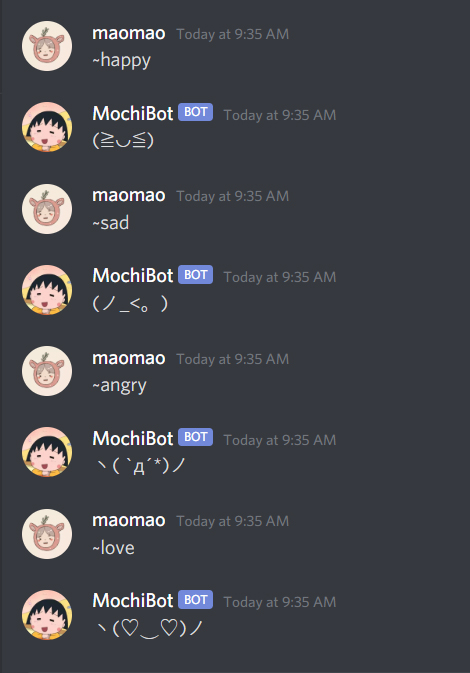 maomao Today at 9:35 AM
~happy
MochiBot BOT Today at 9:35 AM
(≧◡≦)
maomao Today at 9:35 AM
~sad
MochiBot BOT Today at 9:35 AM
(ノ_<。)
maomao Today at 9:35 AM
~angry
MochiBot BOT Today at 9:35 AM
ヽ( `д´*)ノ
maomao Today at 9:35 AM
~love
MochiBot BOT Today at 9:35 AM
ヽ(♡‿♡)ノ